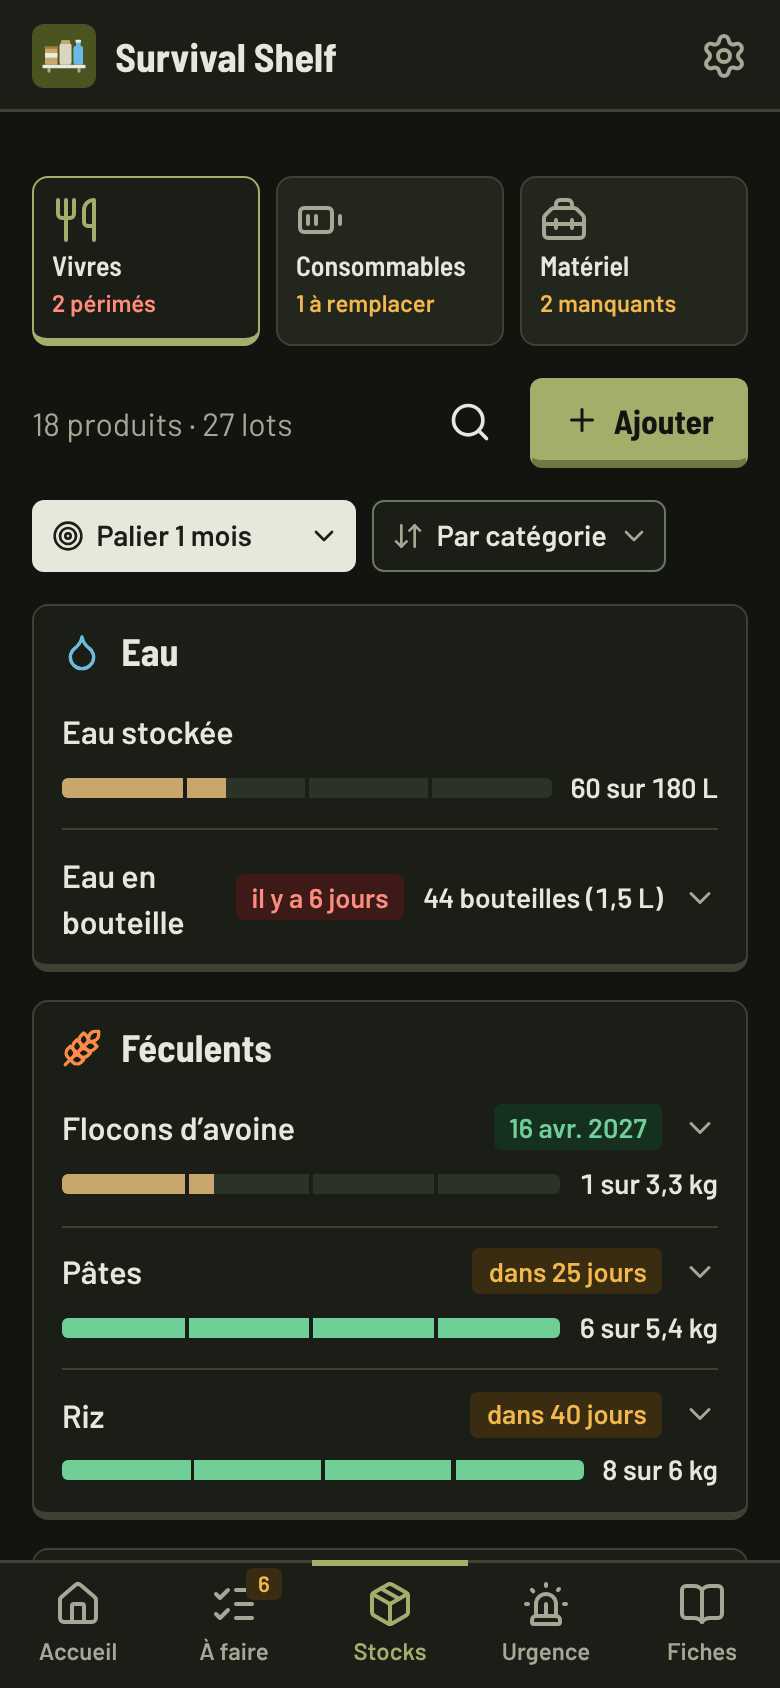 Survival Shelf
Vivres
2 périmés
Consommables
1 à remplacer
Matériel
2 manquants
18 produits · 27 lots
Ajouter
Palier 1 mois
Par catégorie
Eau
Eau stockée
60 sur 180 L
Eau en
bouteille
il y a 6 jours
44 bouteilles (1,5 L)
Féculents
Flocons d’avoine
16 avr. 2027
1 sur 3,3 kg
Pâtes
dans 25 jours
6 sur 5,4 kg
Riz
dans 40 jours
8 sur 6 kg
Accueil
6
À faire
Stocks
Urgence
Fiches